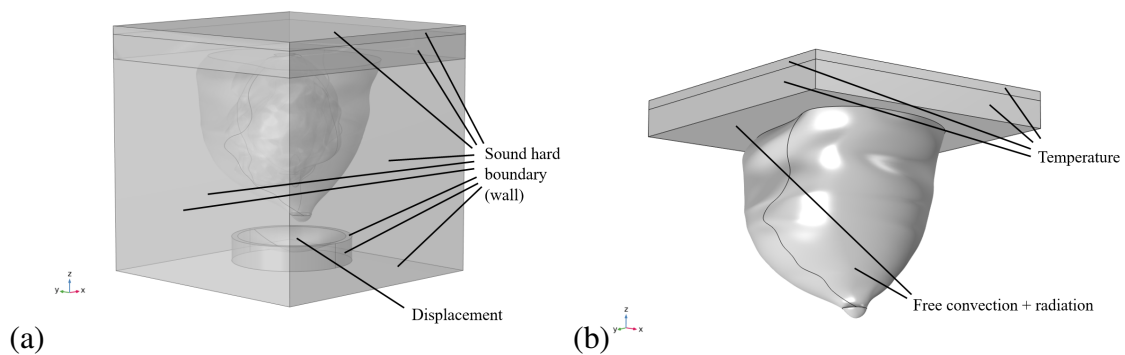 Sound hard
boundary
(wall)
Displacement
z
y
x
(a)
Temperature
Free convection + radiation
z
y
x
(b)